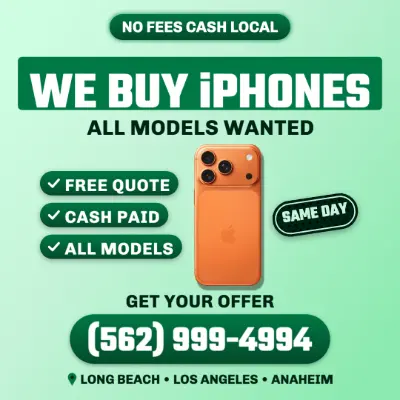 NO FEES CASH LOCAL
WE BUY iPHONES
ALL MODELS WANTED
FREE QUOTE
CASH PAID
ALL MODELS
SAME DAY
GET YOUR OFFER
(562) 999-4994
LONG BEACH • LOS ANGELES • ANAHEIM